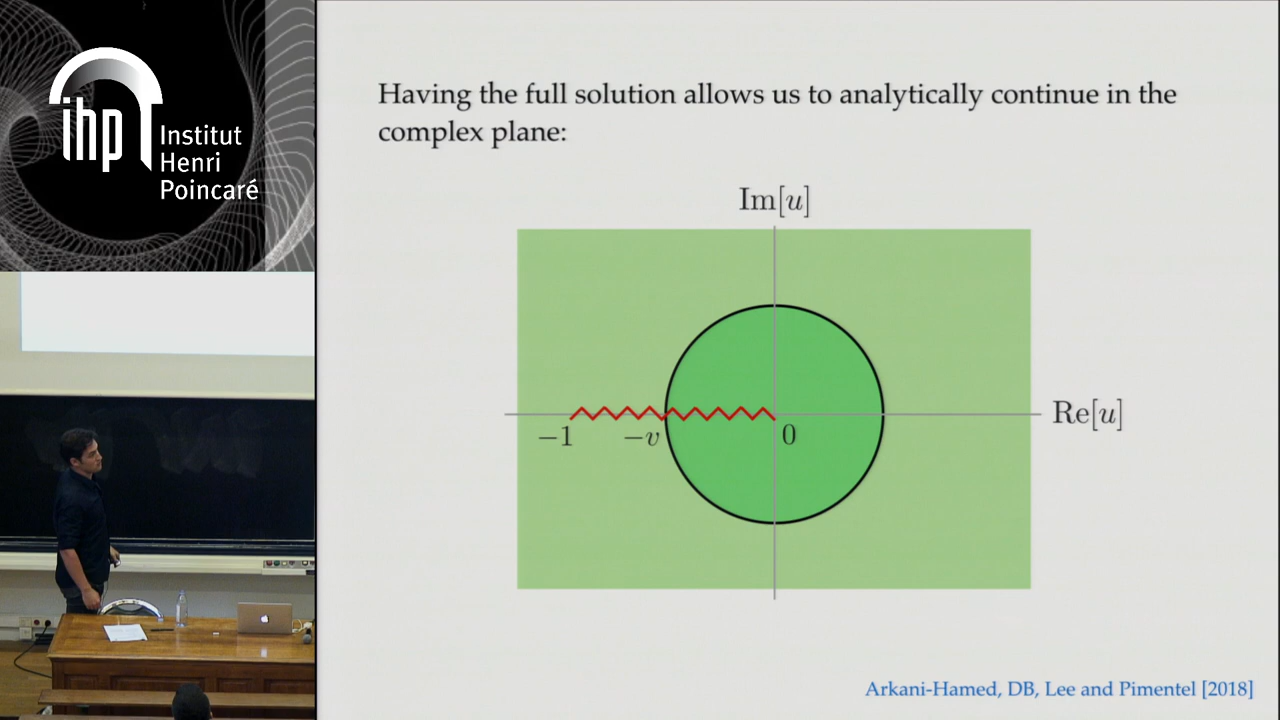 ihp
Institut
Henri
Poincaré
Having the full solution allows us to analytically continue in the
complex plane:
Im[u]
Re[u]
−1
−v
0
Arkani-Hamed, DB, Lee and Pimentel [2018]